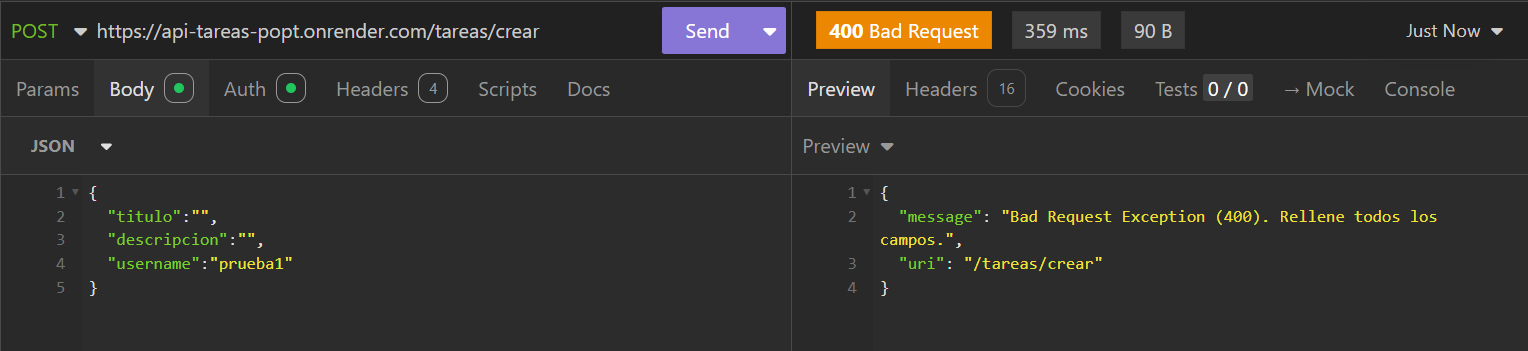 POST https://api-tareas-popt.onrender.com/tareas/crear Send 400 Bad Request 359 ms 90 B Just Now
Params Body Auth Headers 4 Scripts Docs Preview Headers 16 Cookies Tests 0 / 0 → Mock Console
JSON
Preview
1 {
2 "titulo":"",
3 "descripcion":"",
4 "username":"prueba1"
5 }
1 {
2 "message": "Bad Request Exception (400). Rellene todos los
campos.",
3 "uri": "/tareas/crear"
4 }